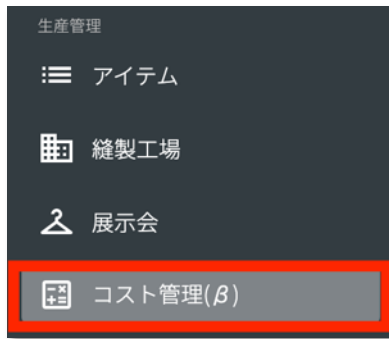 生産管理
アイテム
縫製工場
展示会
コスト管理(β)